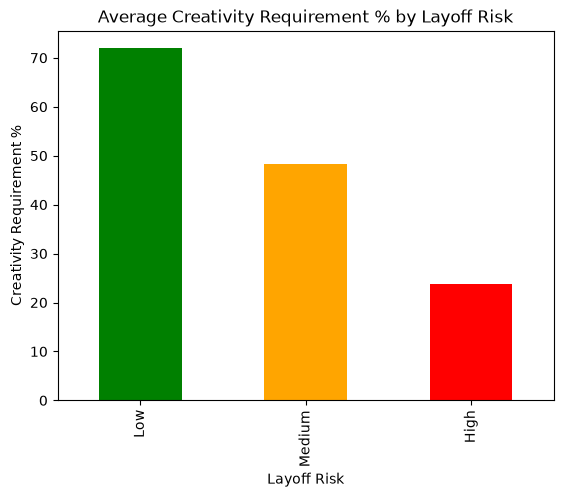 Average Creativity Requirement % by Layoff Risk
Creativity Requirement %
70
60
50
40
30
20
10
0
Low
Medium
High
Layoff Risk